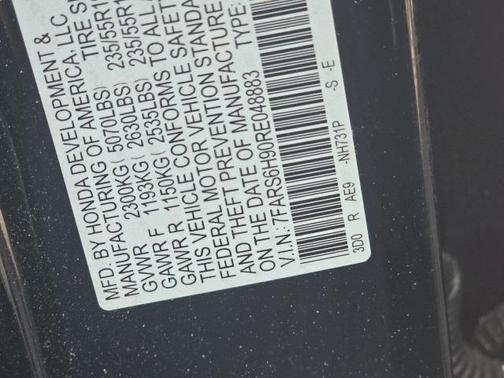 MFD. BY HONDA DEVELOPMENT &
MANUFACTURING OF AMERICA, LLC
GVWR 2300KG ( 5070LBS) TIRE
GAWR F 1193KG ( 2630LBS) 235/55R1
GAWR R 1150KG ( 2535LBS) 235/55R1
THIS VEHICLE CONFORMS TO ALL
FEDERAL MOTOR VEHICLE SAFET
AND THEFT PREVENTION STANDA
ON THE DATE OF MANUFACTURE
V.I.N.: 7FARS6H90RE048883 TYPE:
3D0 R AE9 -NH731P -S -E